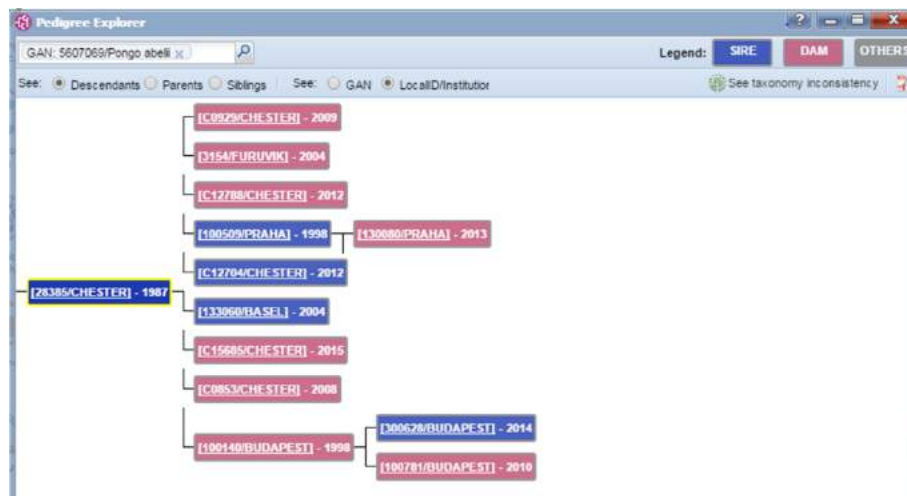 Pedigree Explorer
GAN: 5607069/Pongo abelii x
Legend: SIRE DAM OTHERS
See: Descendants Parents Siblings See: GAN LocalID/Institution See taxonomy inconsistency
[C0929/CHESTER] - 2009
[3154/FURUVIK] - 2004
[C12788/CHESTER] - 2012
[100509/PRAHA] - 1998 [130080/PRAHA] - 2013
[C12704/CHESTER] - 2012
[28385/CHESTER] - 1987
[133060/BASEL] - 2004
[C15685/CHESTER] - 2015
[C0853/CHESTER] - 2008
[300628/BUDAPEST] - 2014
[100140/BUDAPEST] - 1998
[100781/BUDAPEST] - 2010